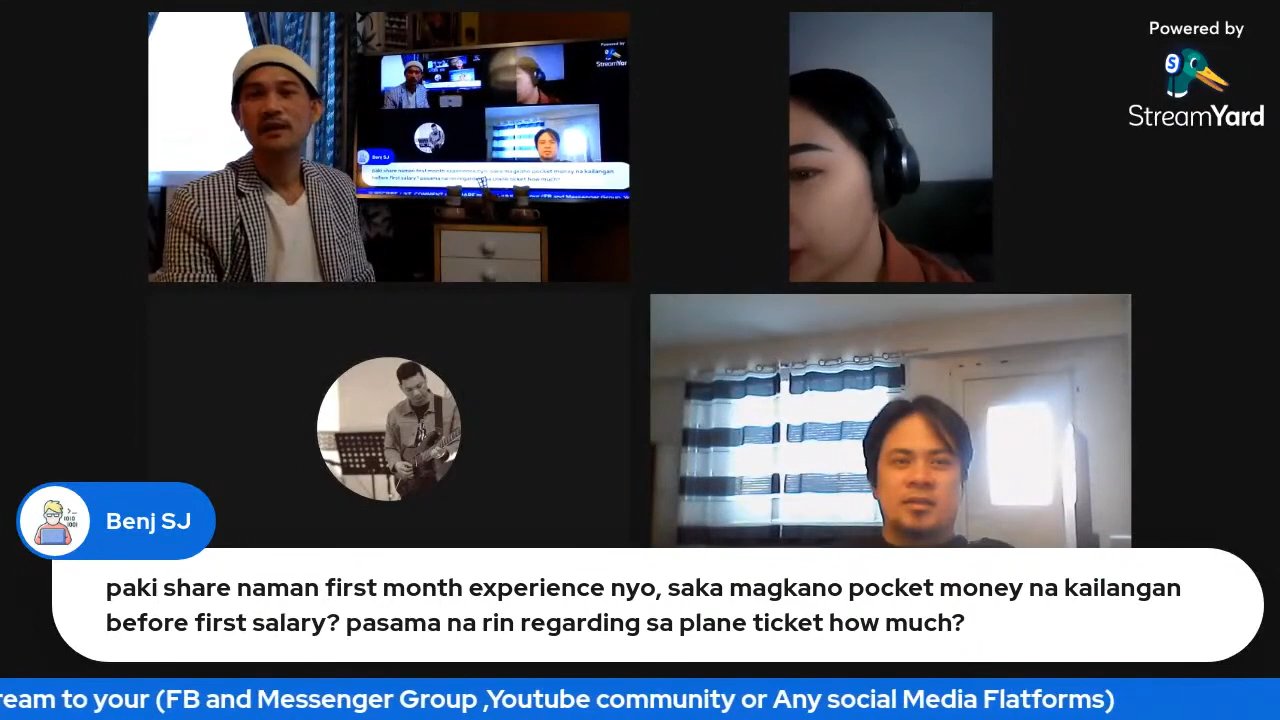 Powered by
StreamYard
Benj SJ
paki share naman first month experience nyo, saka magkano pocket money na kailangan
before first salary? pasama na rin regarding sa plane ticket how much?
ream to your (FB and Messenger Group ,Youtube community or Any social Media Flatforms)